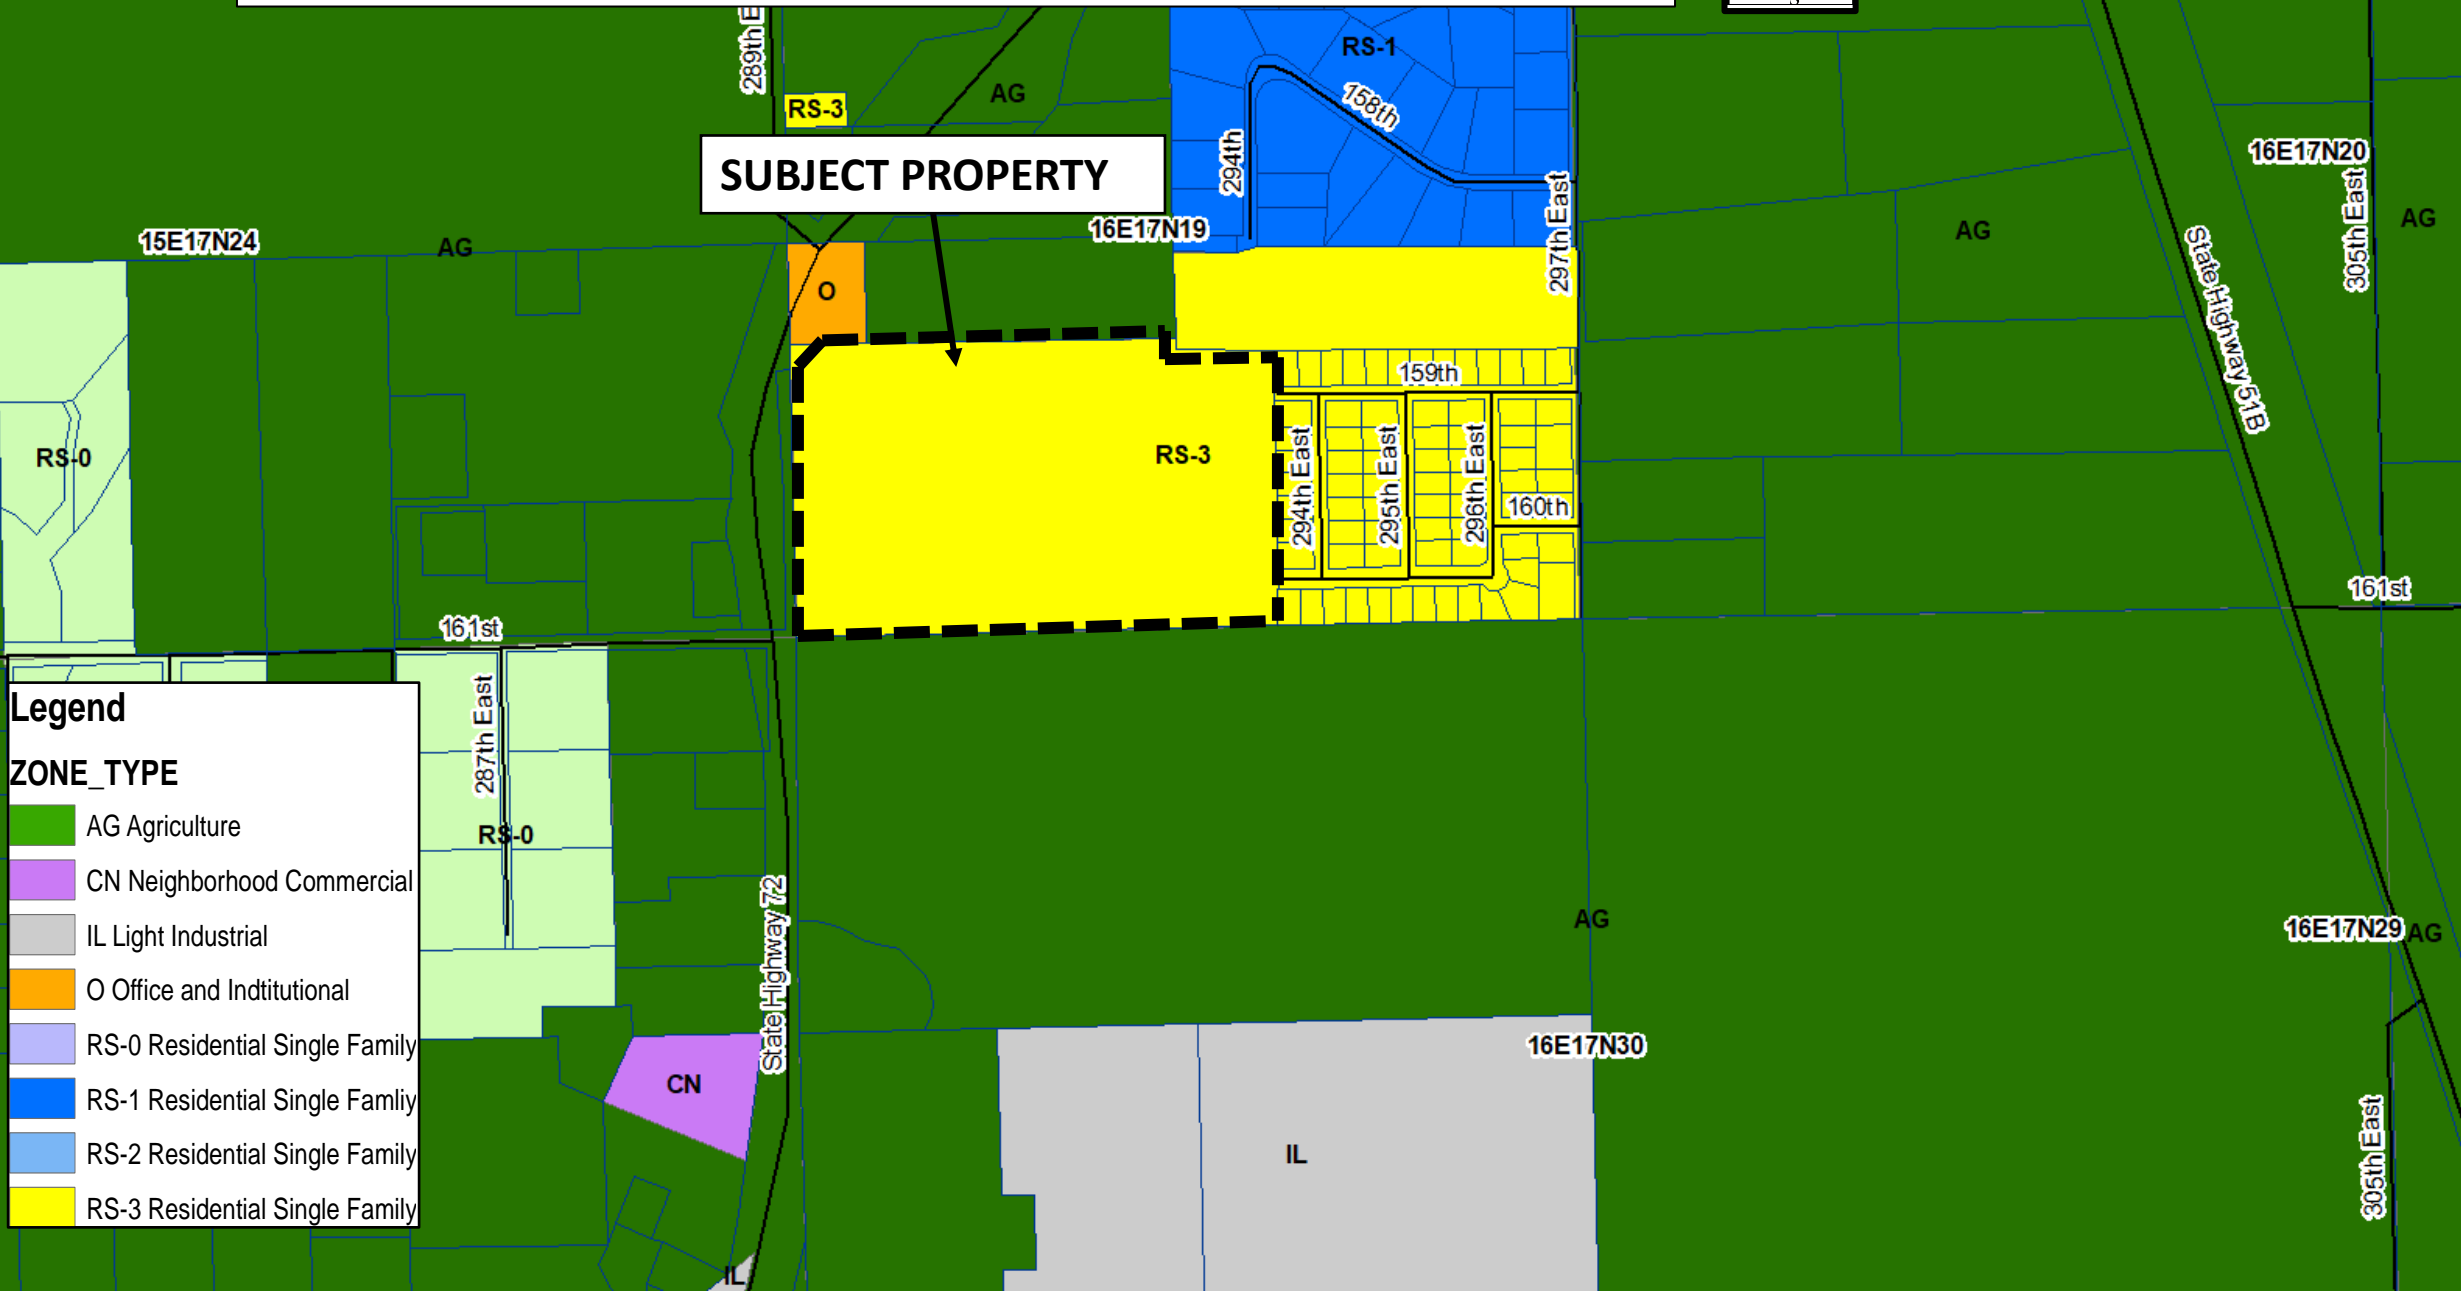 289th E
RS-1
RS-3
AG
158th
294th
SUBJECT PROPERTY
16E17N20
305th East
AG
15E17N24
AG
16E17N19
297th East
AG
State Highway 51B
O
159th
RS-0
RS-3
294th East
295th East
296th East
160th
161st
161st
Legend
ZONE_TYPE
AG Agriculture
CN Neighborhood Commercial
IL Light Industrial
O Office and Indtitutional
RS-0 Residential Single Family
RS-1 Residential Single Famliy
RS-2 Residential Single Family
RS-3 Residential Single Family
287th East
RS-0
State Highway 72
AG
16E17N29
AG
16E17N30
CN
IL
305th East
IL